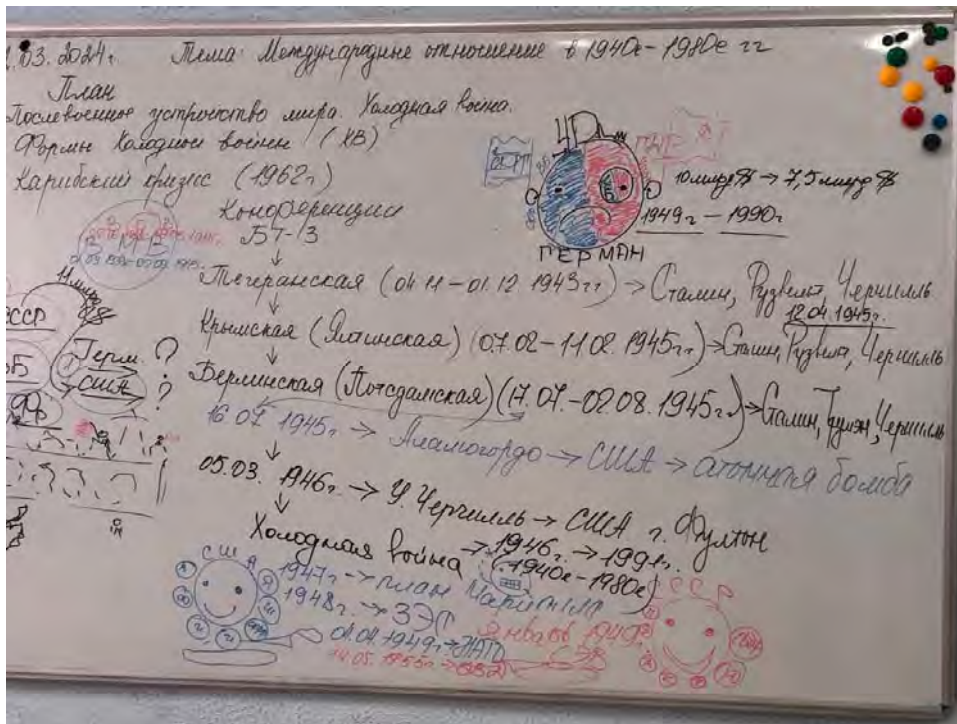 .03. 2024г. Тема: Международные отношение в 1940е-1980е гг
План
Послевоенное устройство мира. Холодная война.
Формы Холодной войны (ХВ)
Карибский кризис (1962г)
10 млрд $ → 7,5 млрд $
1949г - 1990г
ГЕРМАН
Конференции
БТ-3
Тегеранская (04.11-01.12 1943гг) → Сталин, Рузвельт, Черчилль
12.04.1945г.
Крымская (Ялтинская) (07.02-11.02.1945г.) → Сталин, Рузвельт, Черчилль
СССР
Герм. ?
США ?
Берлинская (Потсдамская) (17.07.-02.08.1945г.) → Сталин, Трумэн, Черчилль
16.07 1945г → Аламогордо → США → атомная бомба
05.03. 1946г. → У. Черчилль → США г. Фултон
Холодная война → 1946г. → 1991г.
(1940е-1980е)
США
СССР
1947г → план Маршалла
1948г. → ЗЭС
04.04.1949г → НАТО
Январь 1949г
14.05.1955г → ОВД